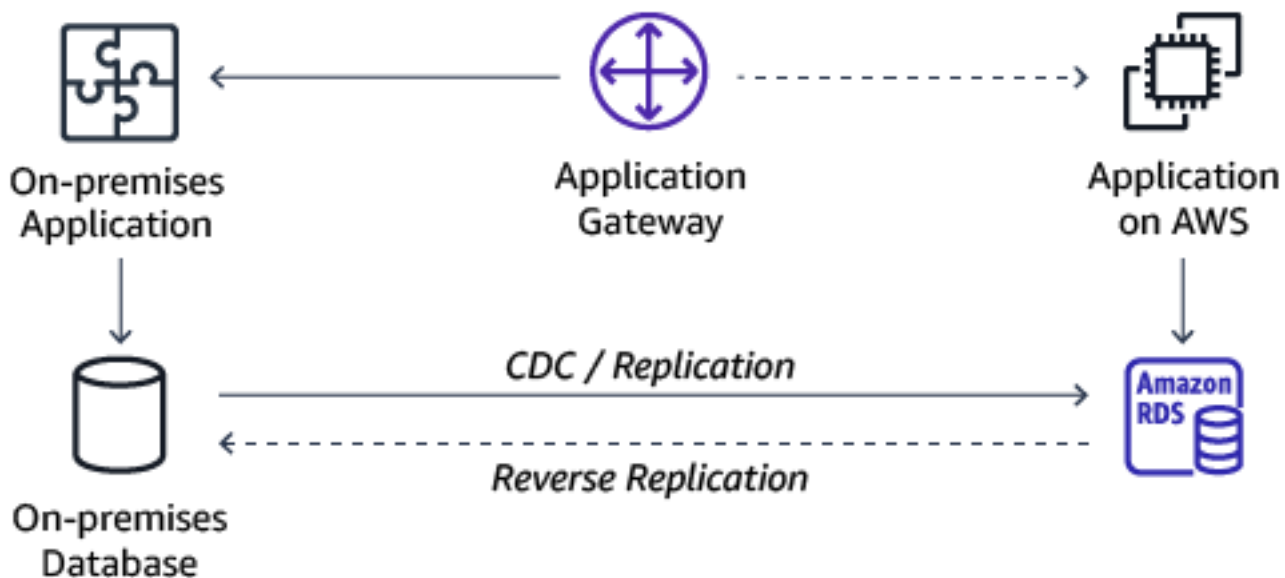 On-premises
Application
Application
Gateway
Application
on AWS
CDC / Replication
Amazon
RDS
Reverse Replication
On-premises
Database